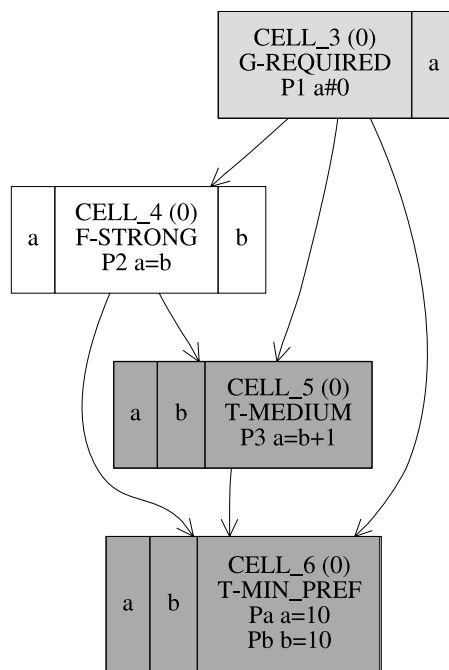 CELL_3 (0)
G-REQUIRED
P1 a#0
a
a
CELL_4 (0)
F-STRONG
P2 a=b
b
a
b
CELL_5 (0)
T-MEDIUM
P3 a=b+1
a
b
CELL_6 (0)
T-MIN_PREF
Pa a=10
Pb b=10